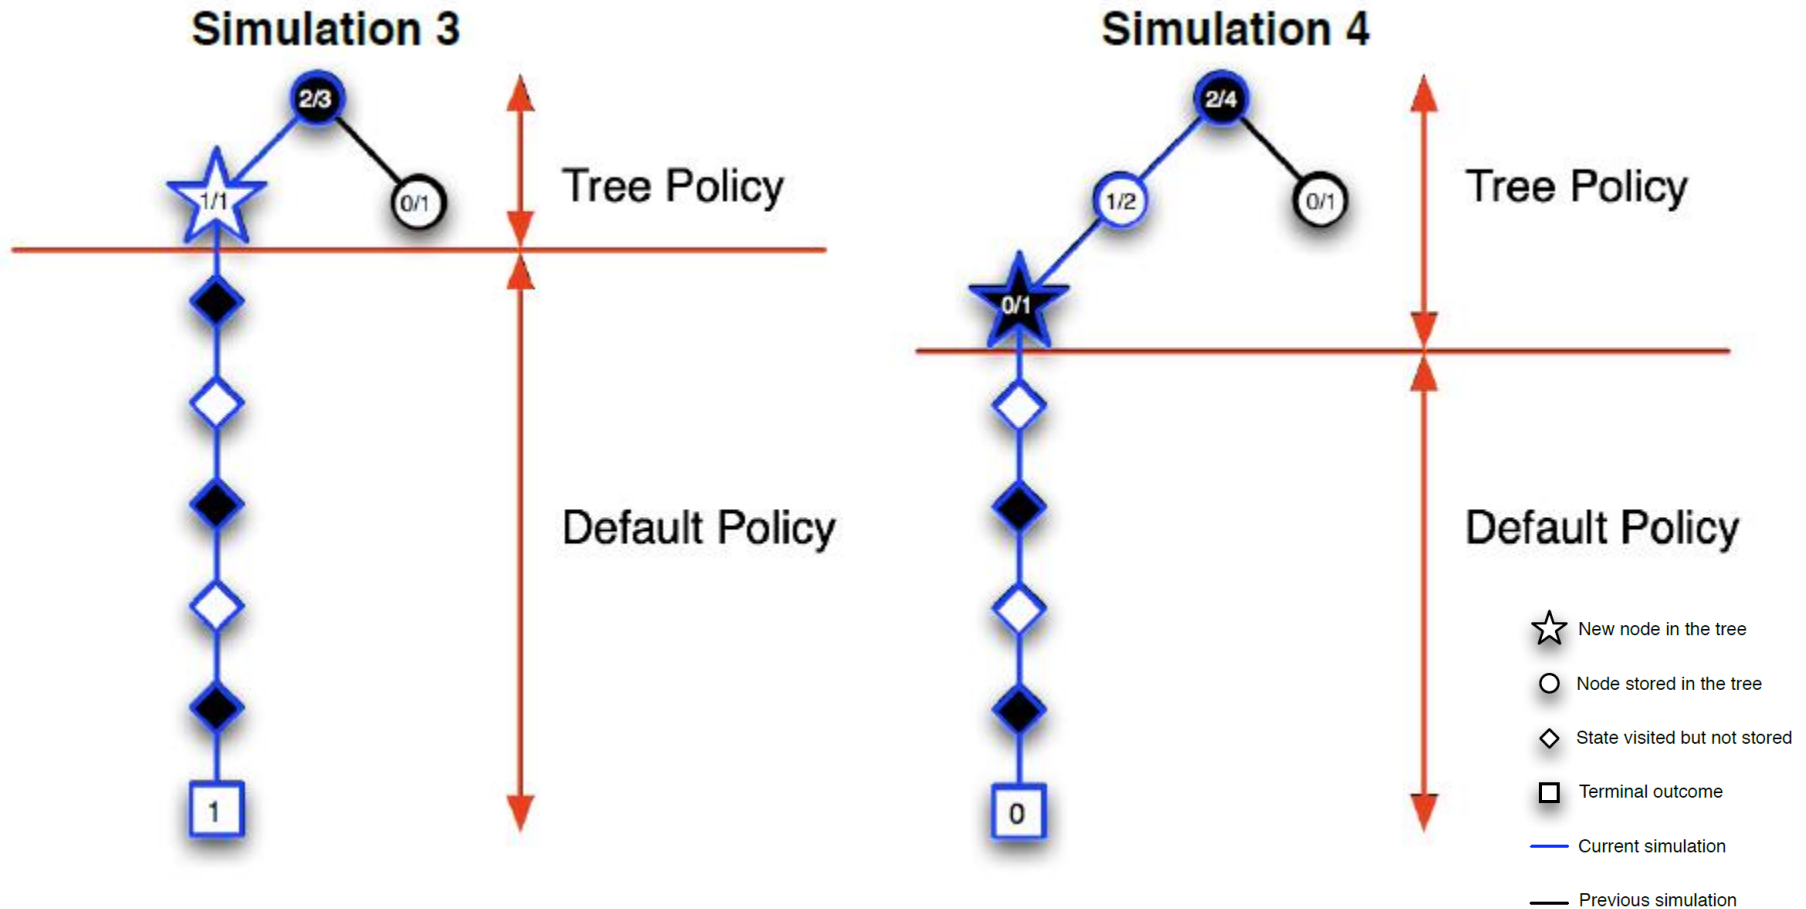 Simulation 3
2/3
1/1
0/1
Tree Policy
Default Policy
1
Simulation 4
2/4
1/2
0/1
0/1
Tree Policy
Default Policy
0
New node in the tree
Node stored in the tree
State visited but not stored
Terminal outcome
Current simulation
Previous simulation